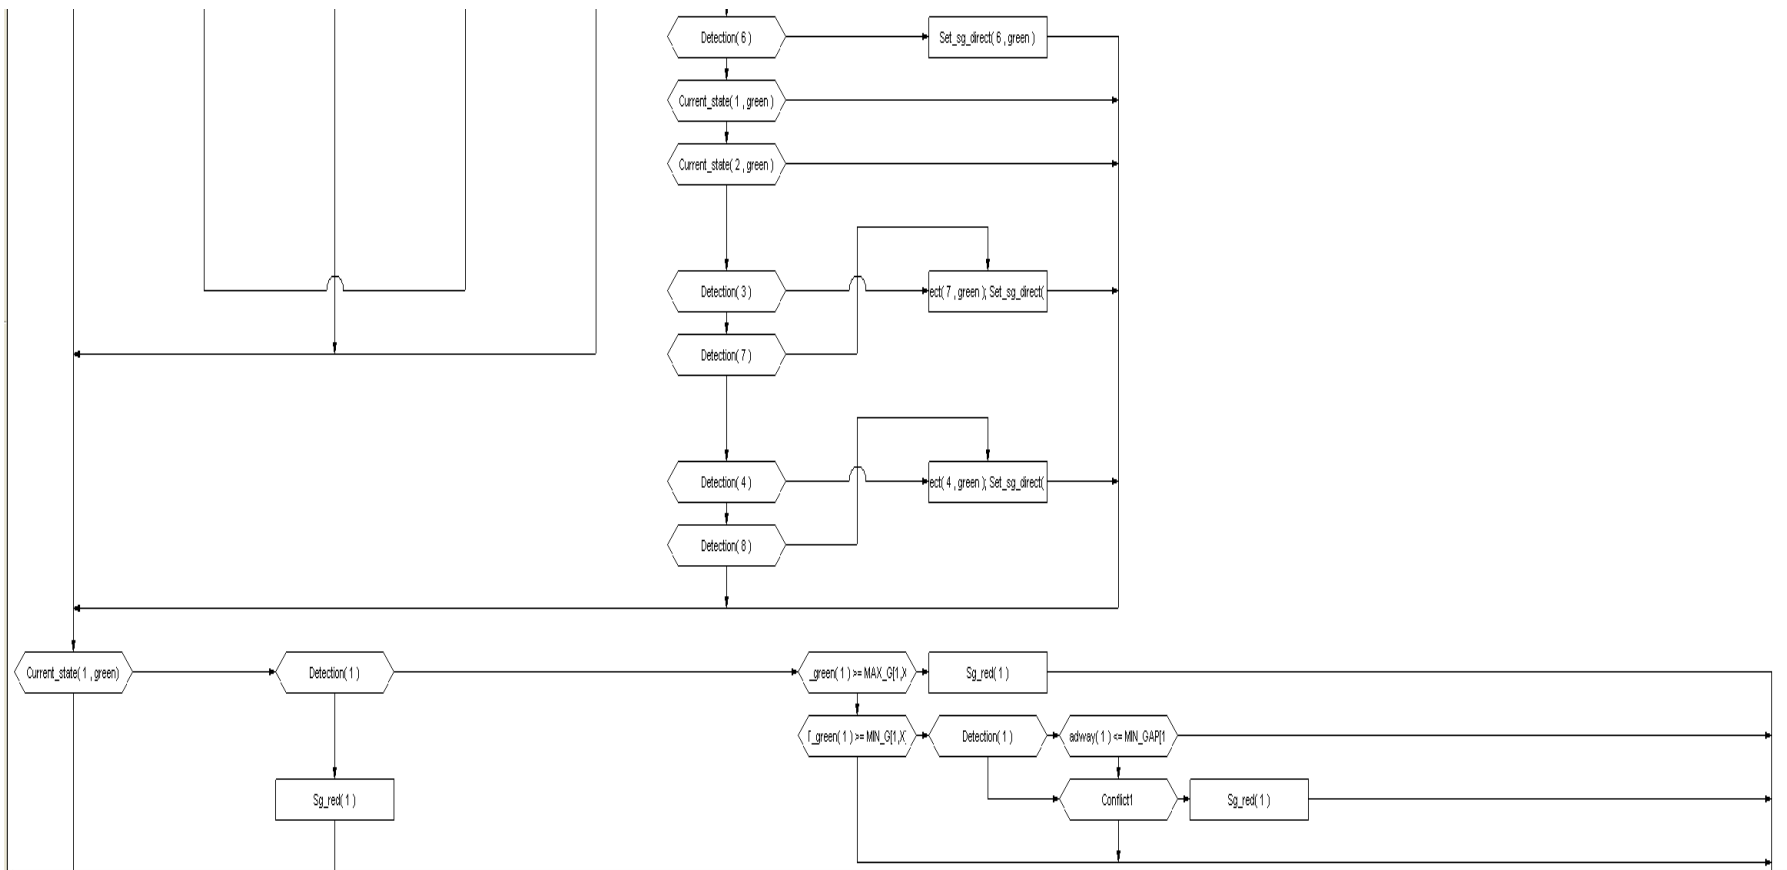 Detection( 6 )
Set_sg_direct( 6 , green )
Current_state( 1 , green )
Current_state( 2 , green )
Detection( 3 )
ect( 7 , green ); Set_sg_direct(
Detection( 7 )
Detection( 4 )
ect( 4 , green ); Set_sg_direct(
Detection( 8 )
Current_state( 1 , green)
Detection( 1 )
_green( 1 ) >= MAX_G[1,X
Sg_red( 1 )
T_green( 1 ) >= MIN_G[1,X]
Detection( 1 )
adway( 1 ) <= MIN_GAP[1
Sg_red( 1 )
Conflict1
Sg_red( 1 )